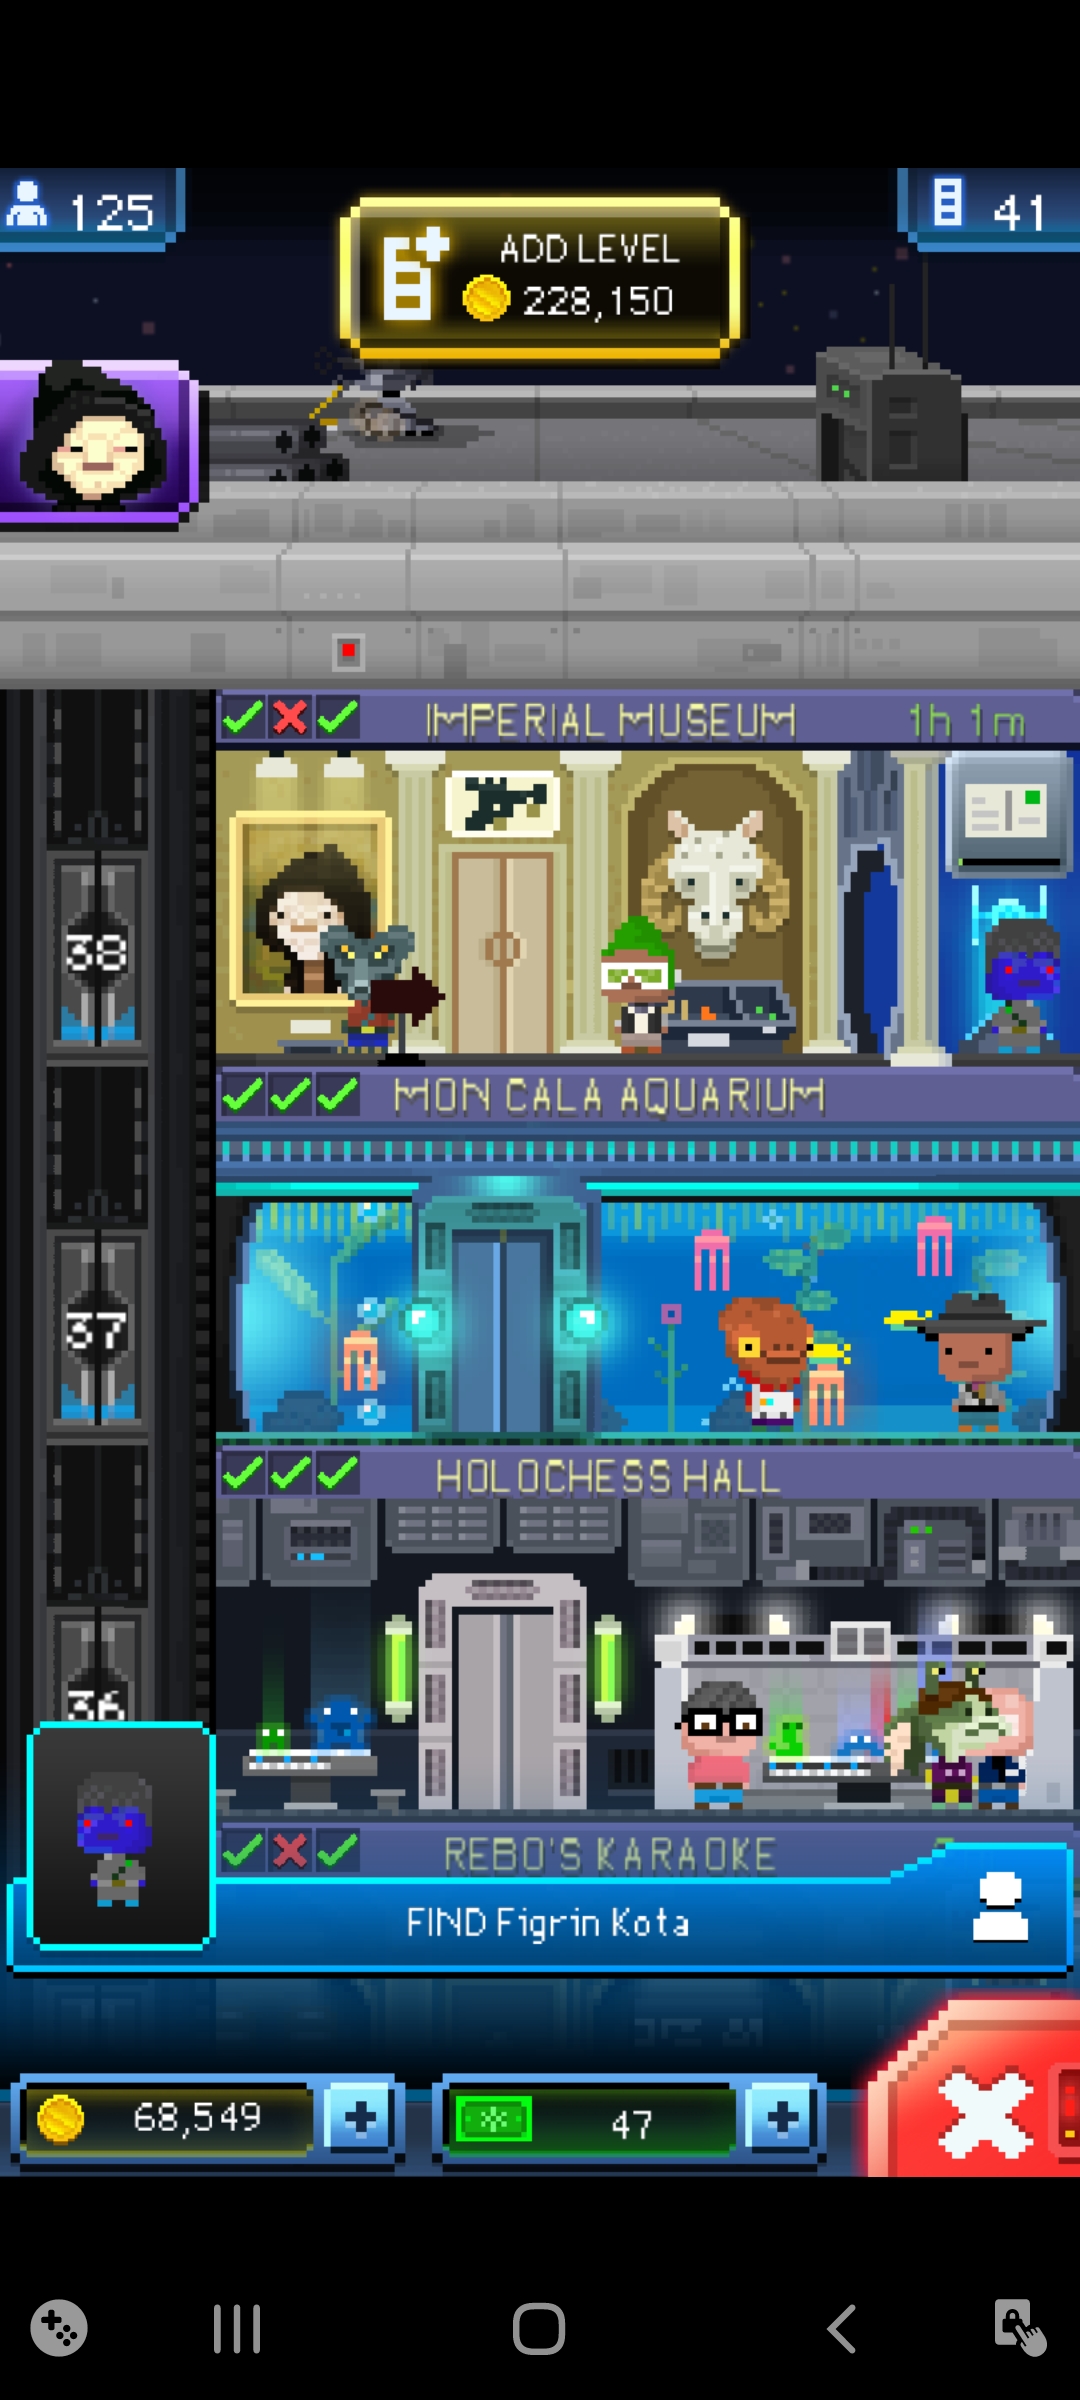 125
ADD LEVEL
228,150
41
IMPERIAL MUSEUM
1h 1m
38
MON CALA AQUARIUM
37
HOLOCHESS HALL
36
REBO'S KARAOKE
FIND Figrin Kota
68,549
47